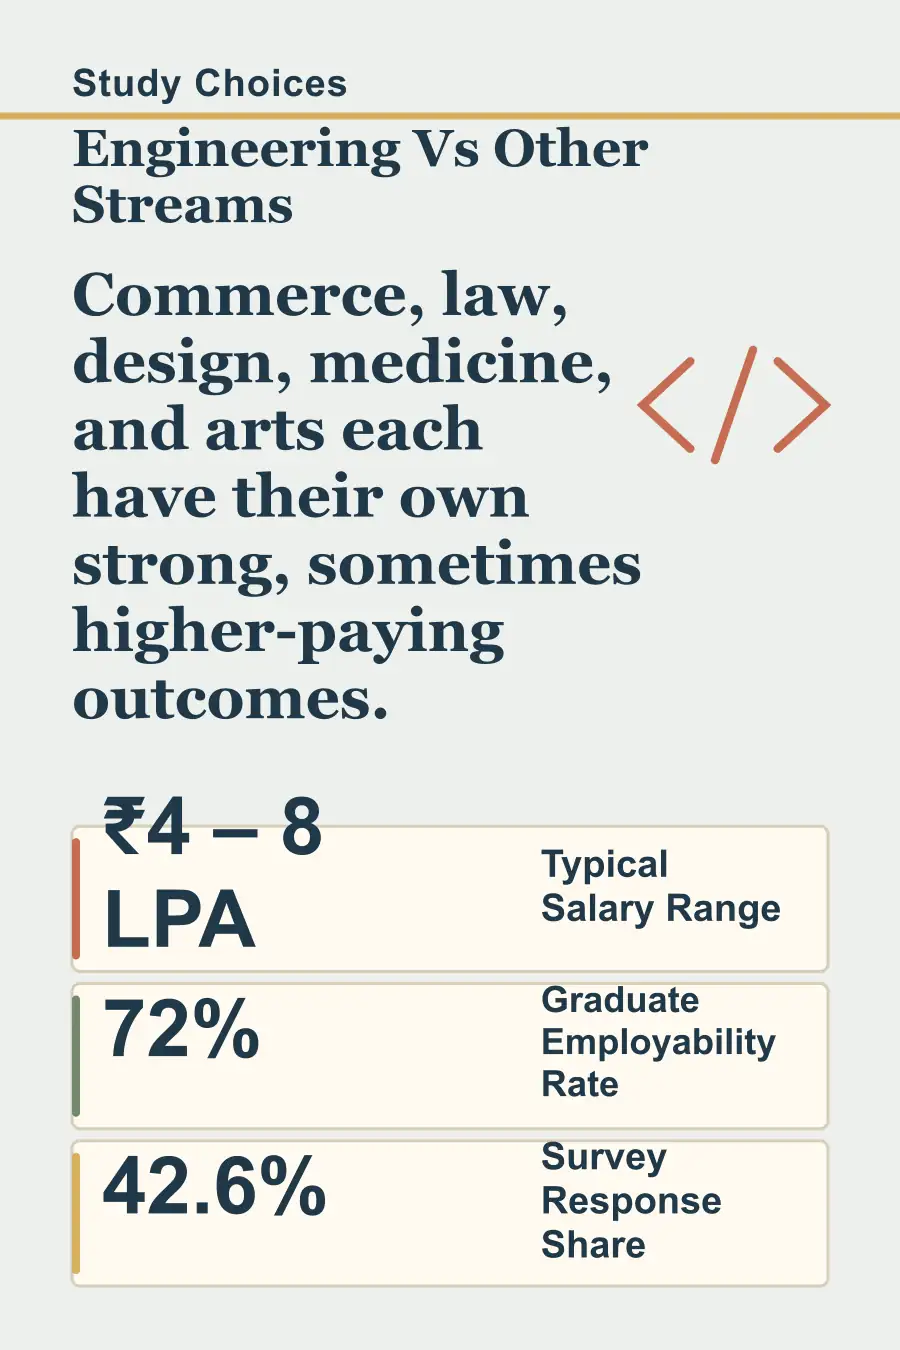 Study Choices
Engineering Vs Other
Streams
Commerce, law,
design, medicine,
and arts each
have their own
strong, sometimes
higher-paying
outcomes.
₹4 – 8
LPA
Typical
Salary Range
72%
Graduate
Employability
Rate
42.6%
Survey
Response
Share